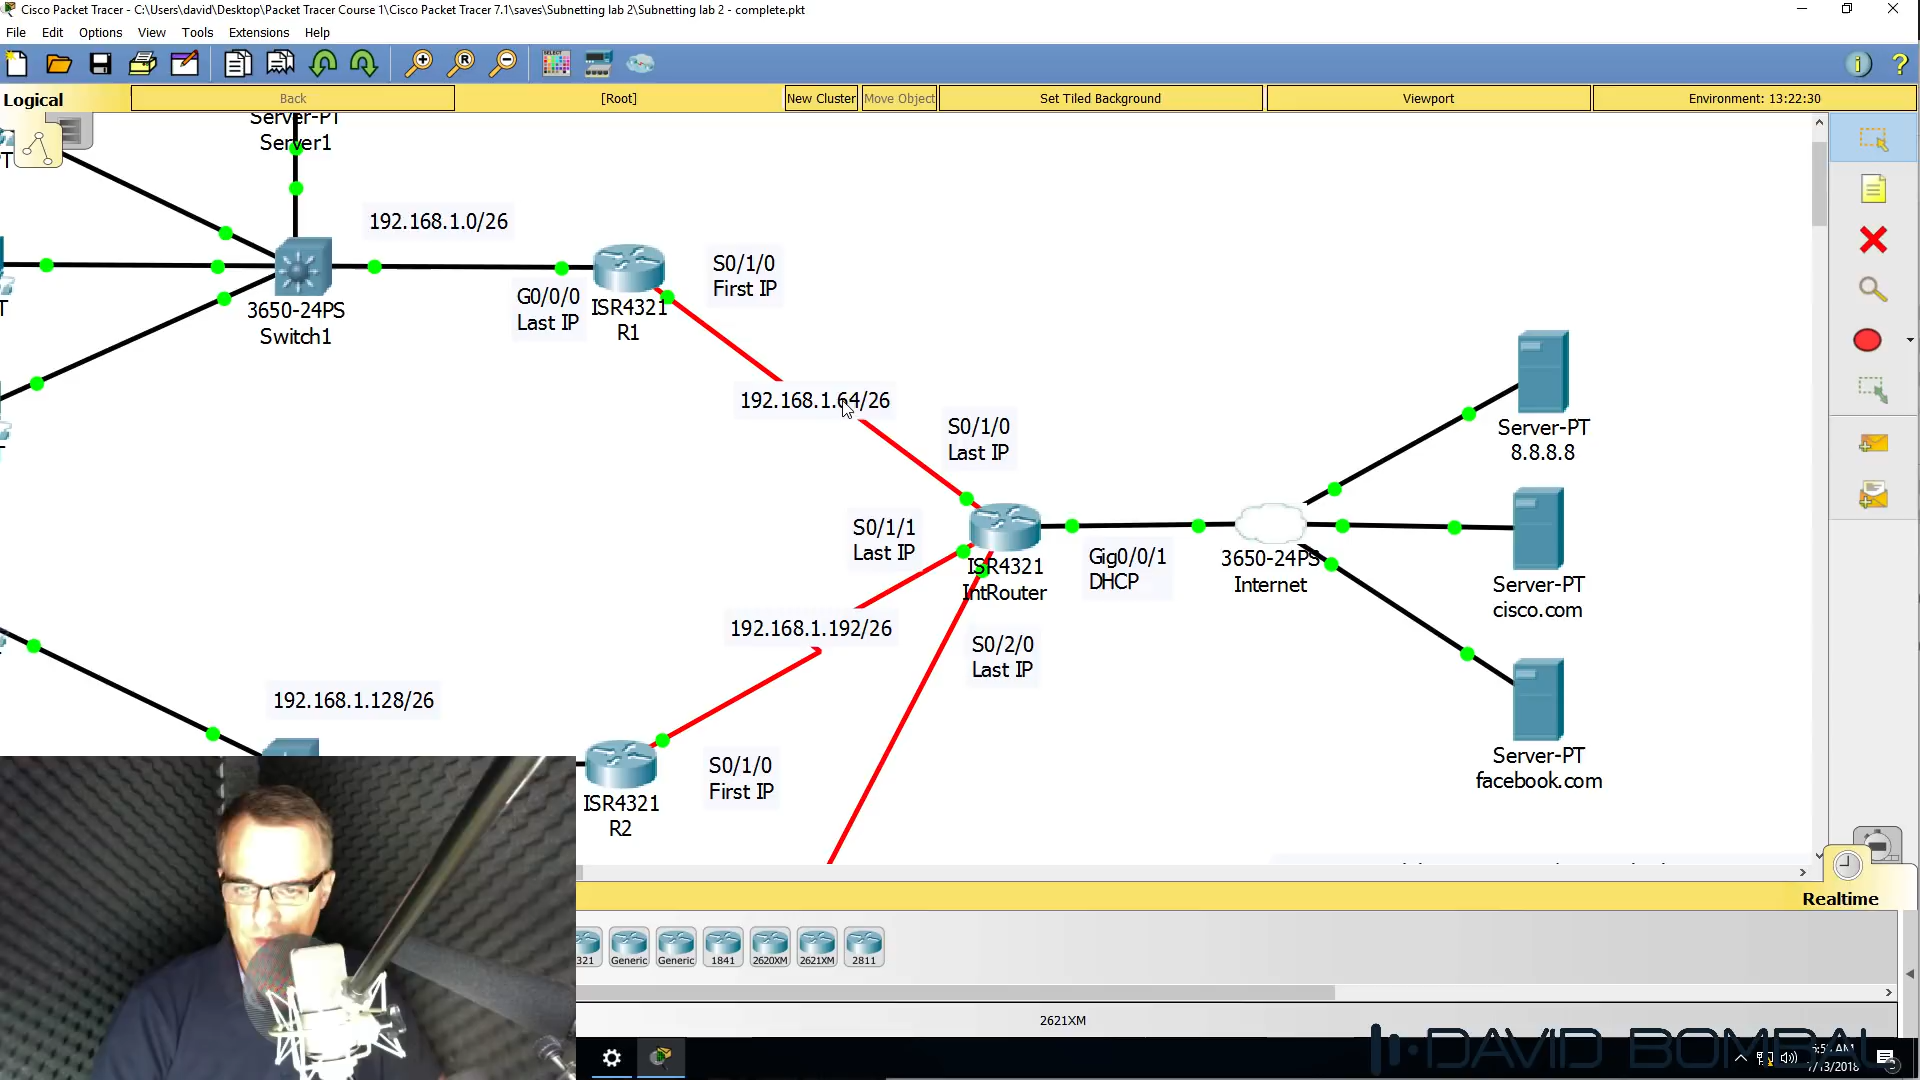 Cisco Packet Tracer - C:\Users\david\Desktop\Packet Tracer Course 1\Cisco Packet Tracer 7.1\saves\Subnetting lab 2\Subnetting lab 2 - complete.pkt
File Edit Options View Tools Extensions Help
Logical Back [Root] New Cluster Move Object Set Tiled Background Viewport Environment: 13:22:30
Server-PT
Server1
192.168.1.0/26
3650-24PS
Switch1
G0/0/0
Last IP
ISR4321
R1
S0/1/0
First IP
192.168.1.64/26
S0/1/0
Last IP
S0/1/1
Last IP
ISR4321
IntRouter
Gig0/0/1
DHCP
3650-24PS
Internet
Server-PT
8.8.8.8
Server-PT
cisco.com
Server-PT
facebook.com
192.168.1.192/26
S0/2/0
Last IP
192.168.1.128/26
ISR4321
R2
S0/1/0
First IP
Realtime
321 Generic Generic 1841 2620XM 2621XM 2811
2621XM
DAVID BOMBAL